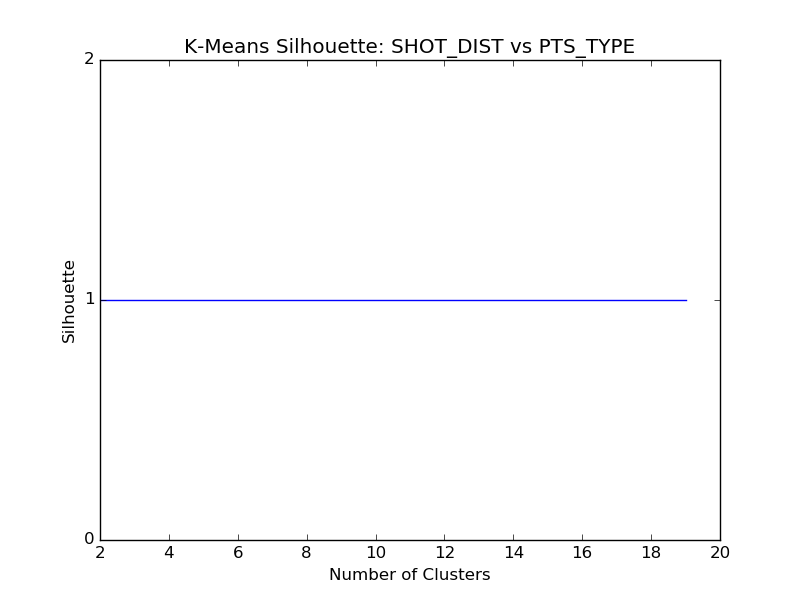 K-Means Silhouette: SHOT_DIST vs PTS_TYPE
2
1
0
Silhouette
2 4 6 8 10 12 14 16 18 20
Number of Clusters